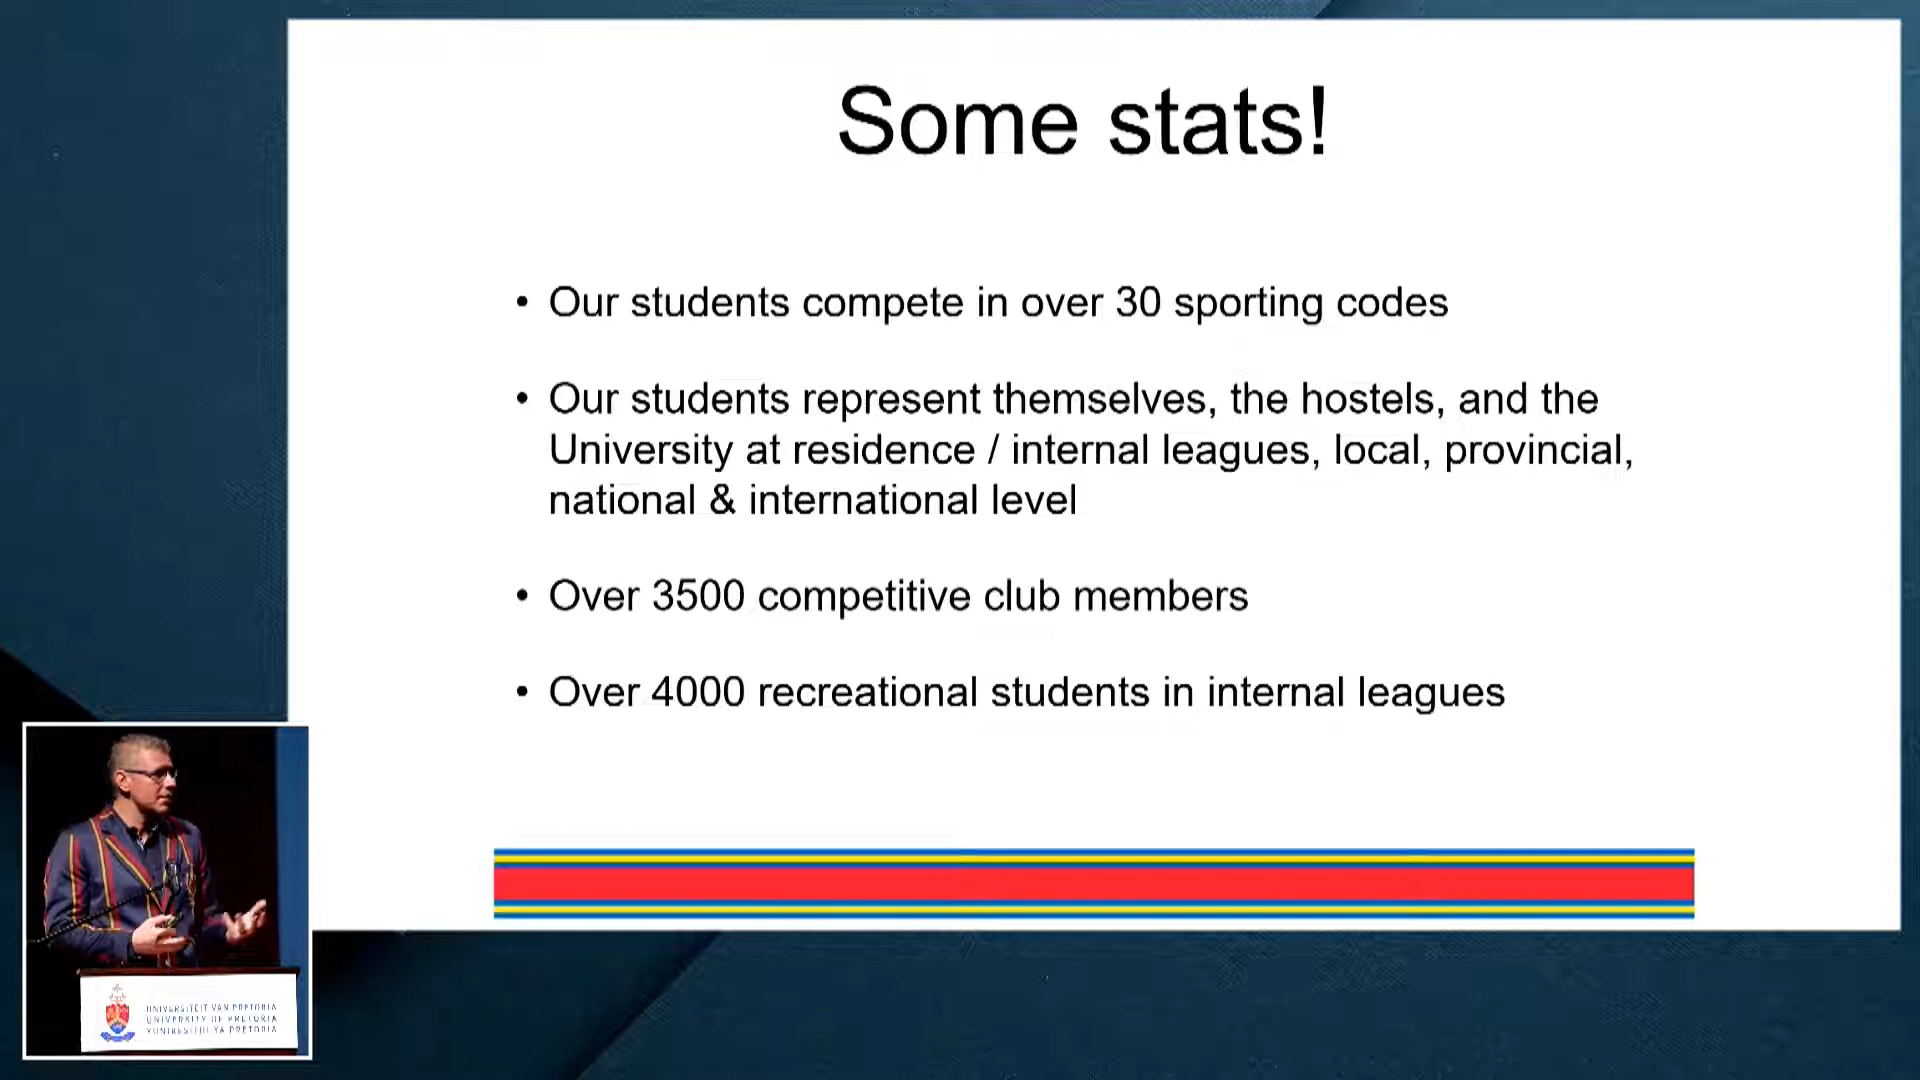 Some stats!
• Our students compete in over 30 sporting codes
• Our students represent themselves, the hostels, and the
University at residence / internal leagues, local, provincial,
national & international level
• Over 3500 competitive club members
• Over 4000 recreational students in internal leagues
UNIVERSITEIT VAN PRETORIA
UNIVERSITY OF PRETORIA
YUNIBESITHI YA PRETORIA